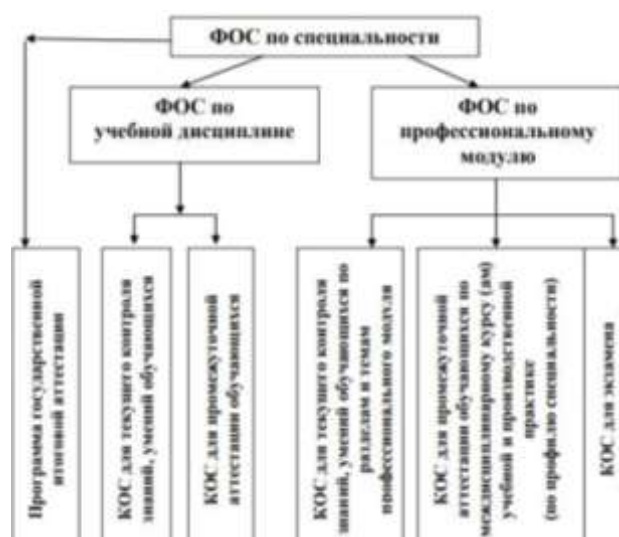 ФОС по специальности
ФОС по
учебной дисциплине
ФОС по
профессиональному
модулю
Программа государственной
итоговой аттестации
КОС для текущего контроля
знаний, умений обучающихся
КОС для промежуточной
аттестации обучающихся
КОС для текущего контроля
знаний, умений обучающихся по
разделам и темам
профессионального модуля
КОС для промежуточной
аттестации обучающихся по
междисциплинарному курсу (ам)
учебной и производственной
практике
(по профилю специальности)
КОС для экзамена